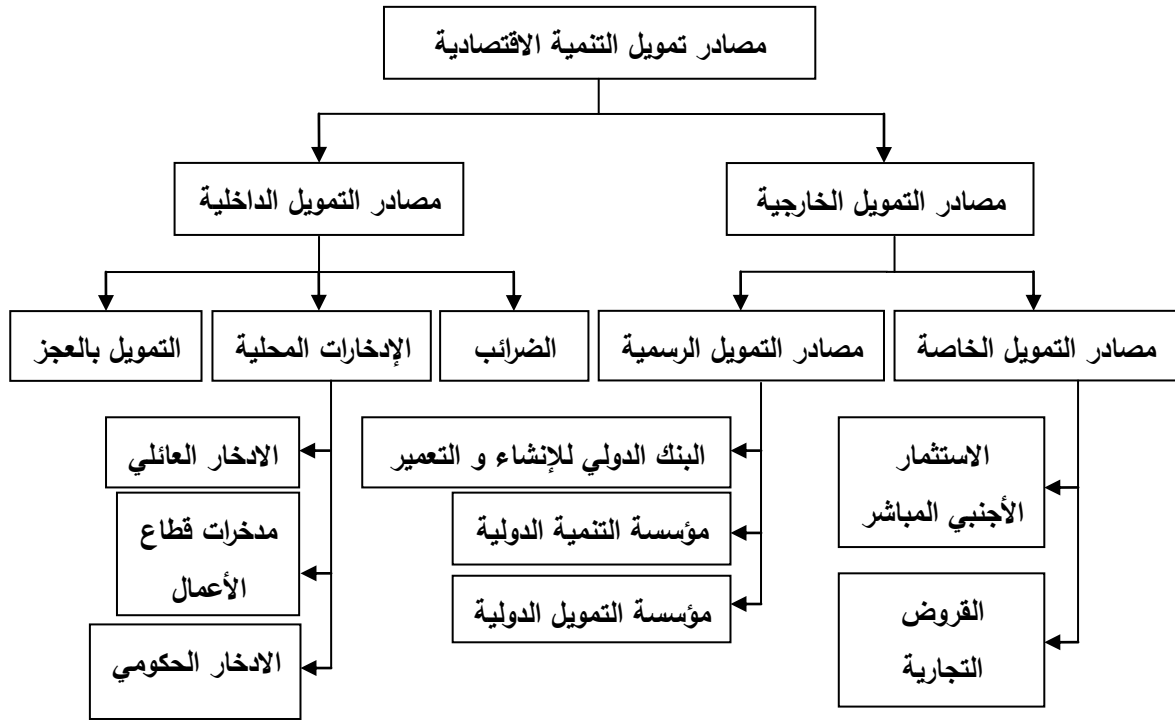 مصادر تمويل التنمية الاقتصادية
مصادر التمويل الخارجية
مصادر التمويل الداخلية
مصادر التمويل الخاصة
مصادر التمويل الرسمية
الضرائب
الإدخارات المحلية
التمويل بالعجز
الاستثمار
الأجنبي المباشر
القروض
التجارية
البنك الدولي للإنشاء و التعمير
مؤسسة التنمية الدولية
مؤسسة التمويل الدولية
الادخار العائلي
مدخرات قطاع
الأعمال
الادخار الحكومي